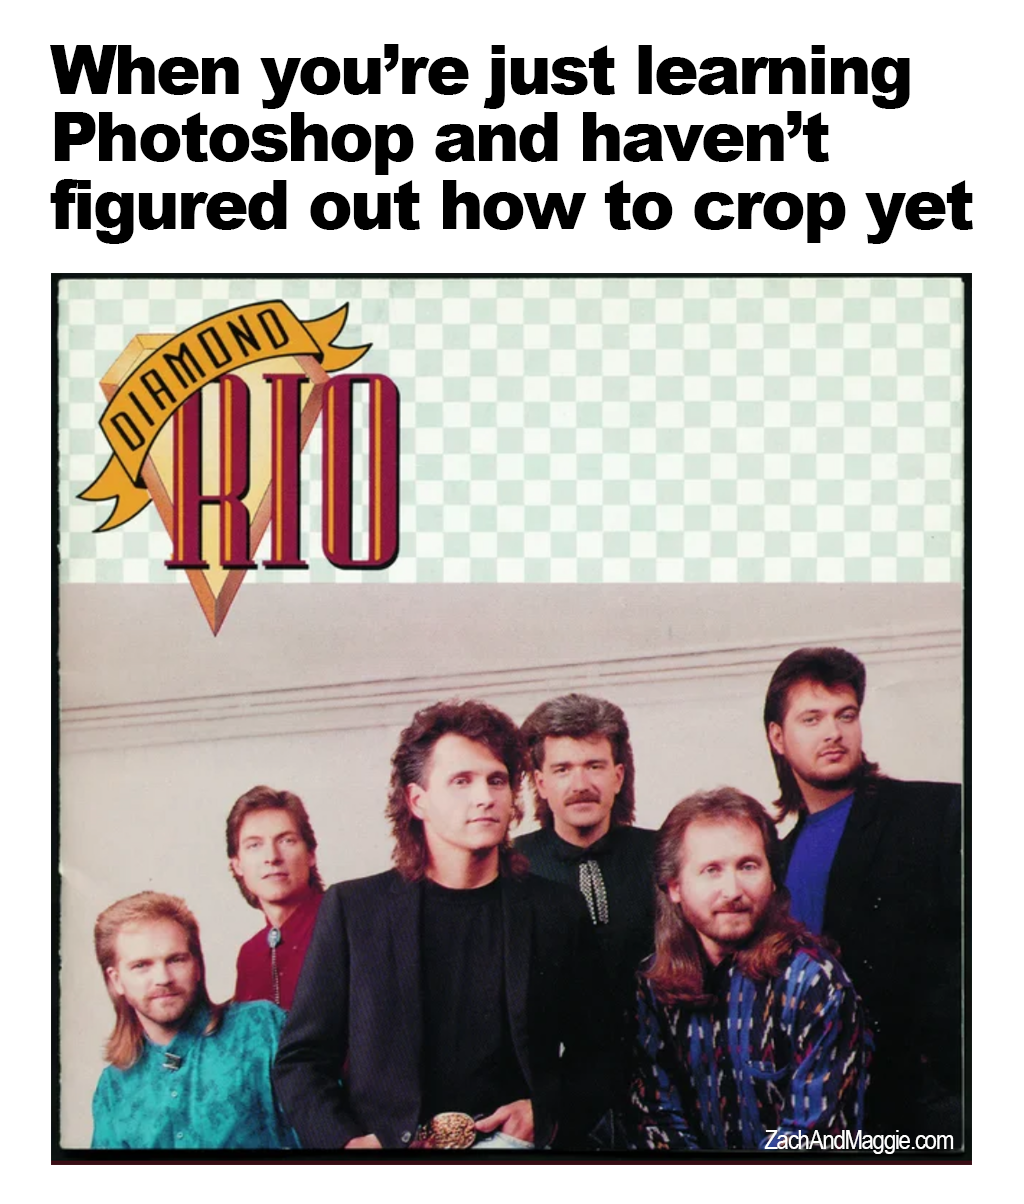 When you’re just learning
Photoshop and haven’t
figured out how to crop yet
DIAMOND
RIO
ZachAndMaggie.com